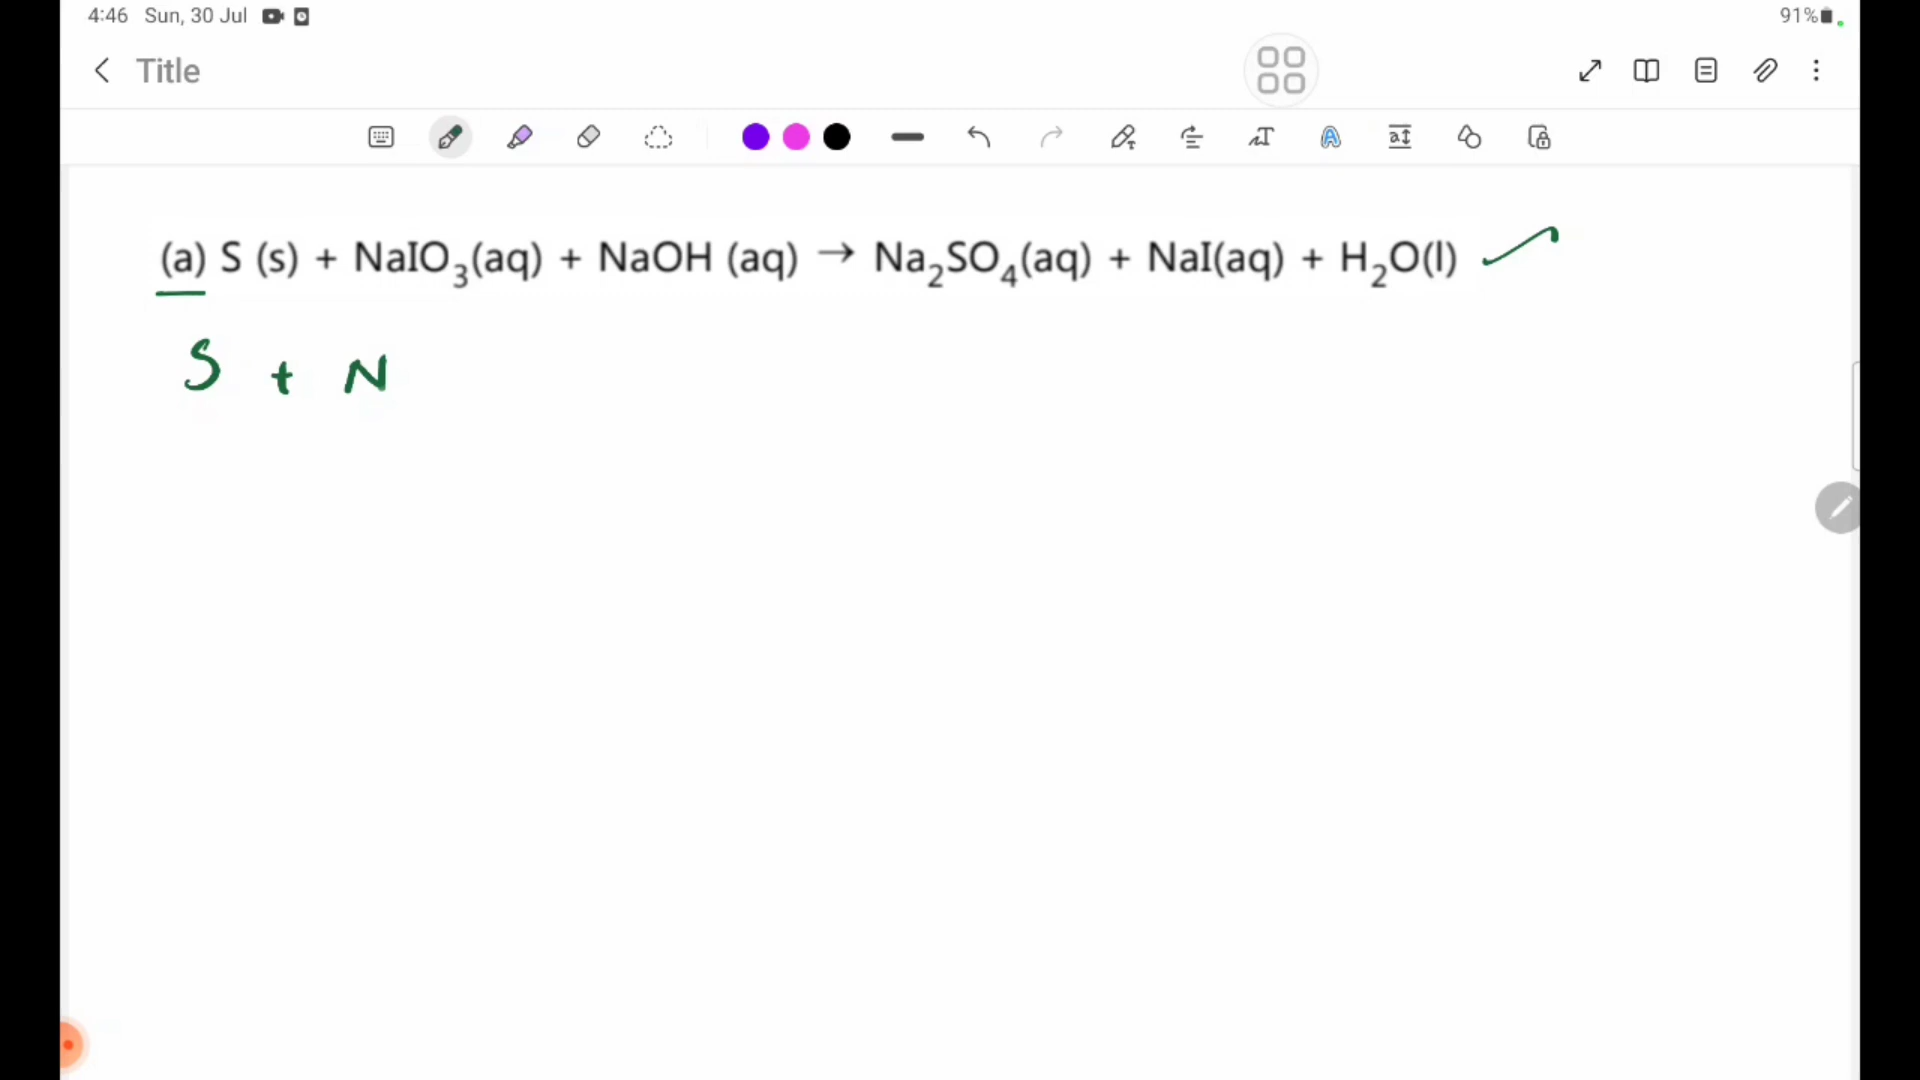 4:46 Sun, 30 Jul 91%
Title
(a) S (s) + NaIO₃(aq) + NaOH (aq) → Na₂SO₄(aq) + NaI(aq) + H₂O(l)
S + N